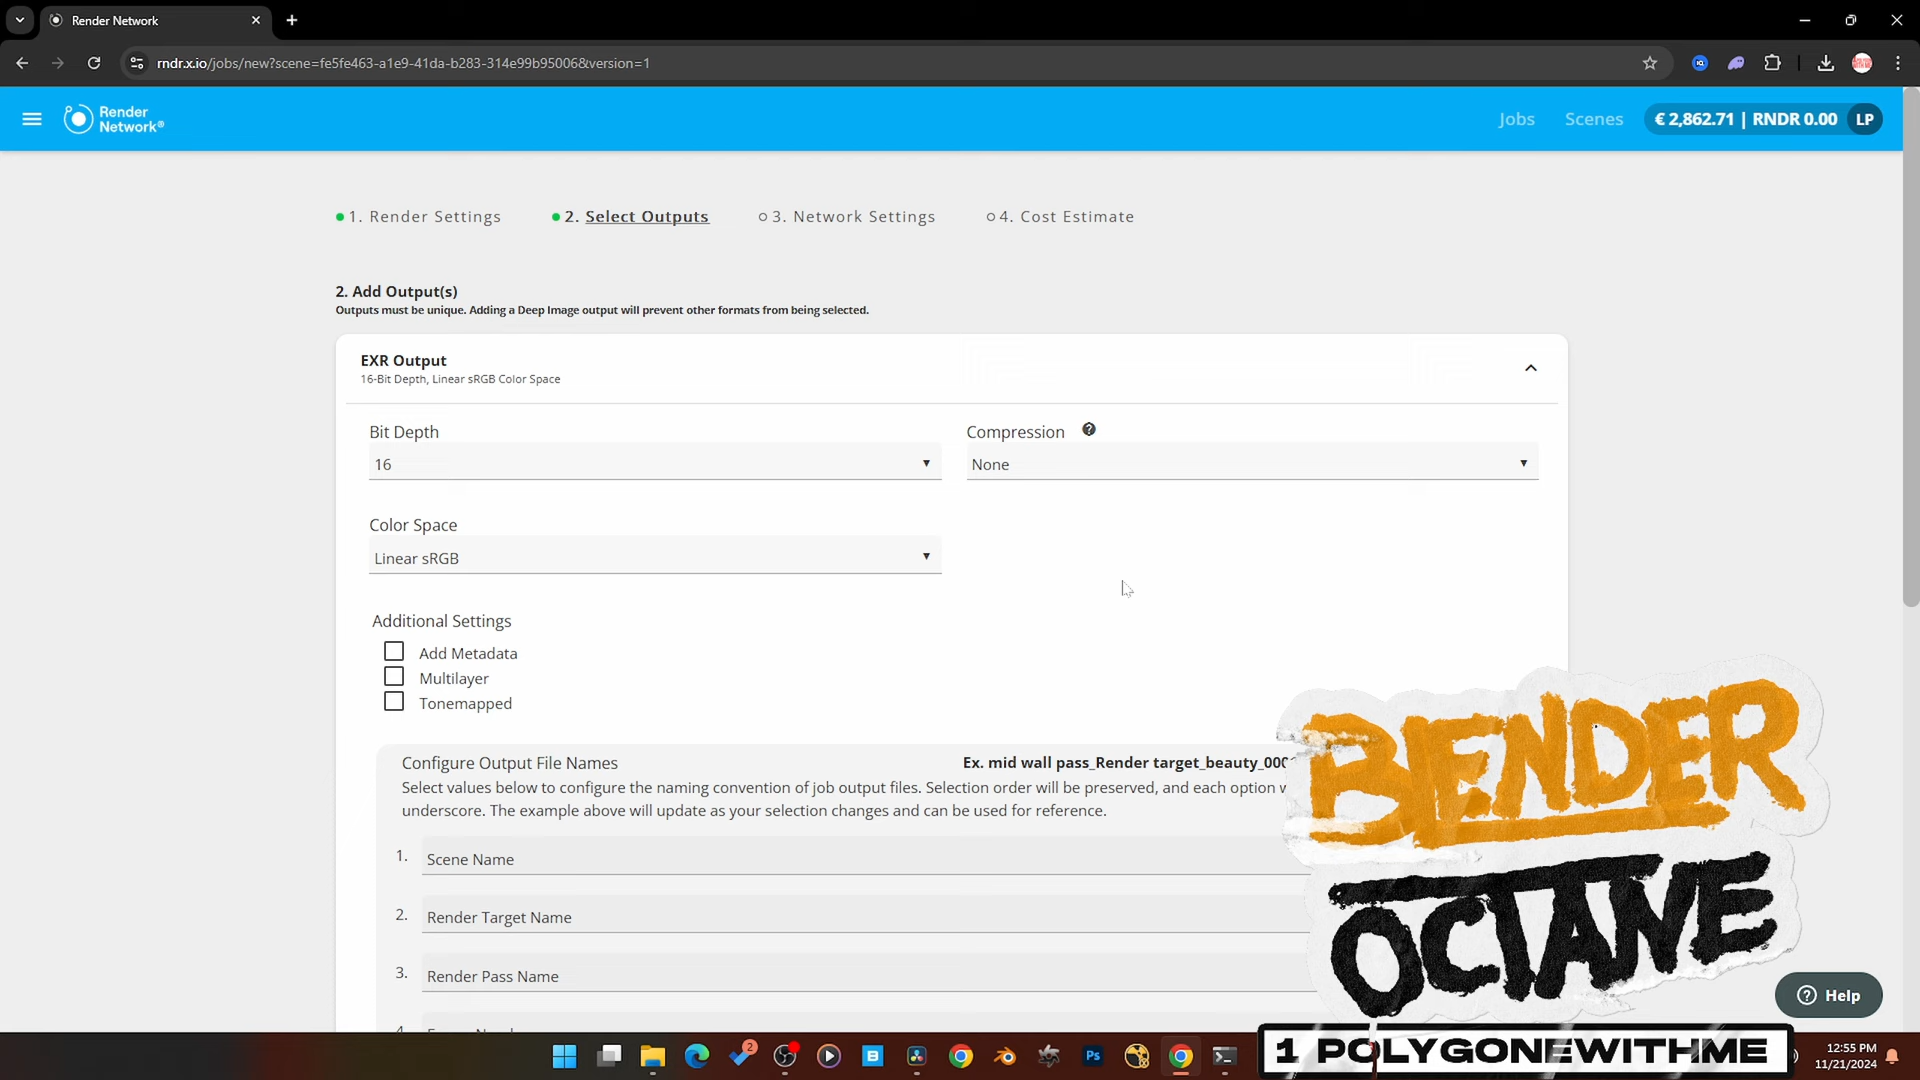 Render Network
rndr.x.io/jobs/new?scene=fe5fe463-a1e9-41da-b283-314e99b95006&version=1
Render
Network®
Jobs
Scenes
€ 2,862.71 | RNDR 0.00
LP
1. Render Settings
2. Select Outputs
3. Network Settings
4. Cost Estimate
2. Add Output(s)
Outputs must be unique. Adding a Deep Image output will prevent other formats from being selected.
EXR Output
16-Bit Depth, Linear sRGB Color Space
Bit Depth
Compression
16
None
Color Space
Linear sRGB
Additional Settings
Add Metadata
Multilayer
Tonemapped
Configure Output File Names
Ex. mid wall pass_Render target_beauty_000
Select values below to configure the naming convention of job output files. Selection order will be preserved, and each option
underscore. The example above will update as your selection changes and can be used for reference.
1. Scene Name
2. Render Target Name
3. Render Pass Name
BLENDER
OCTANE
Help
1 POLYGONEWITHME
2
B
Ps
12:55 PM
11/21/2024